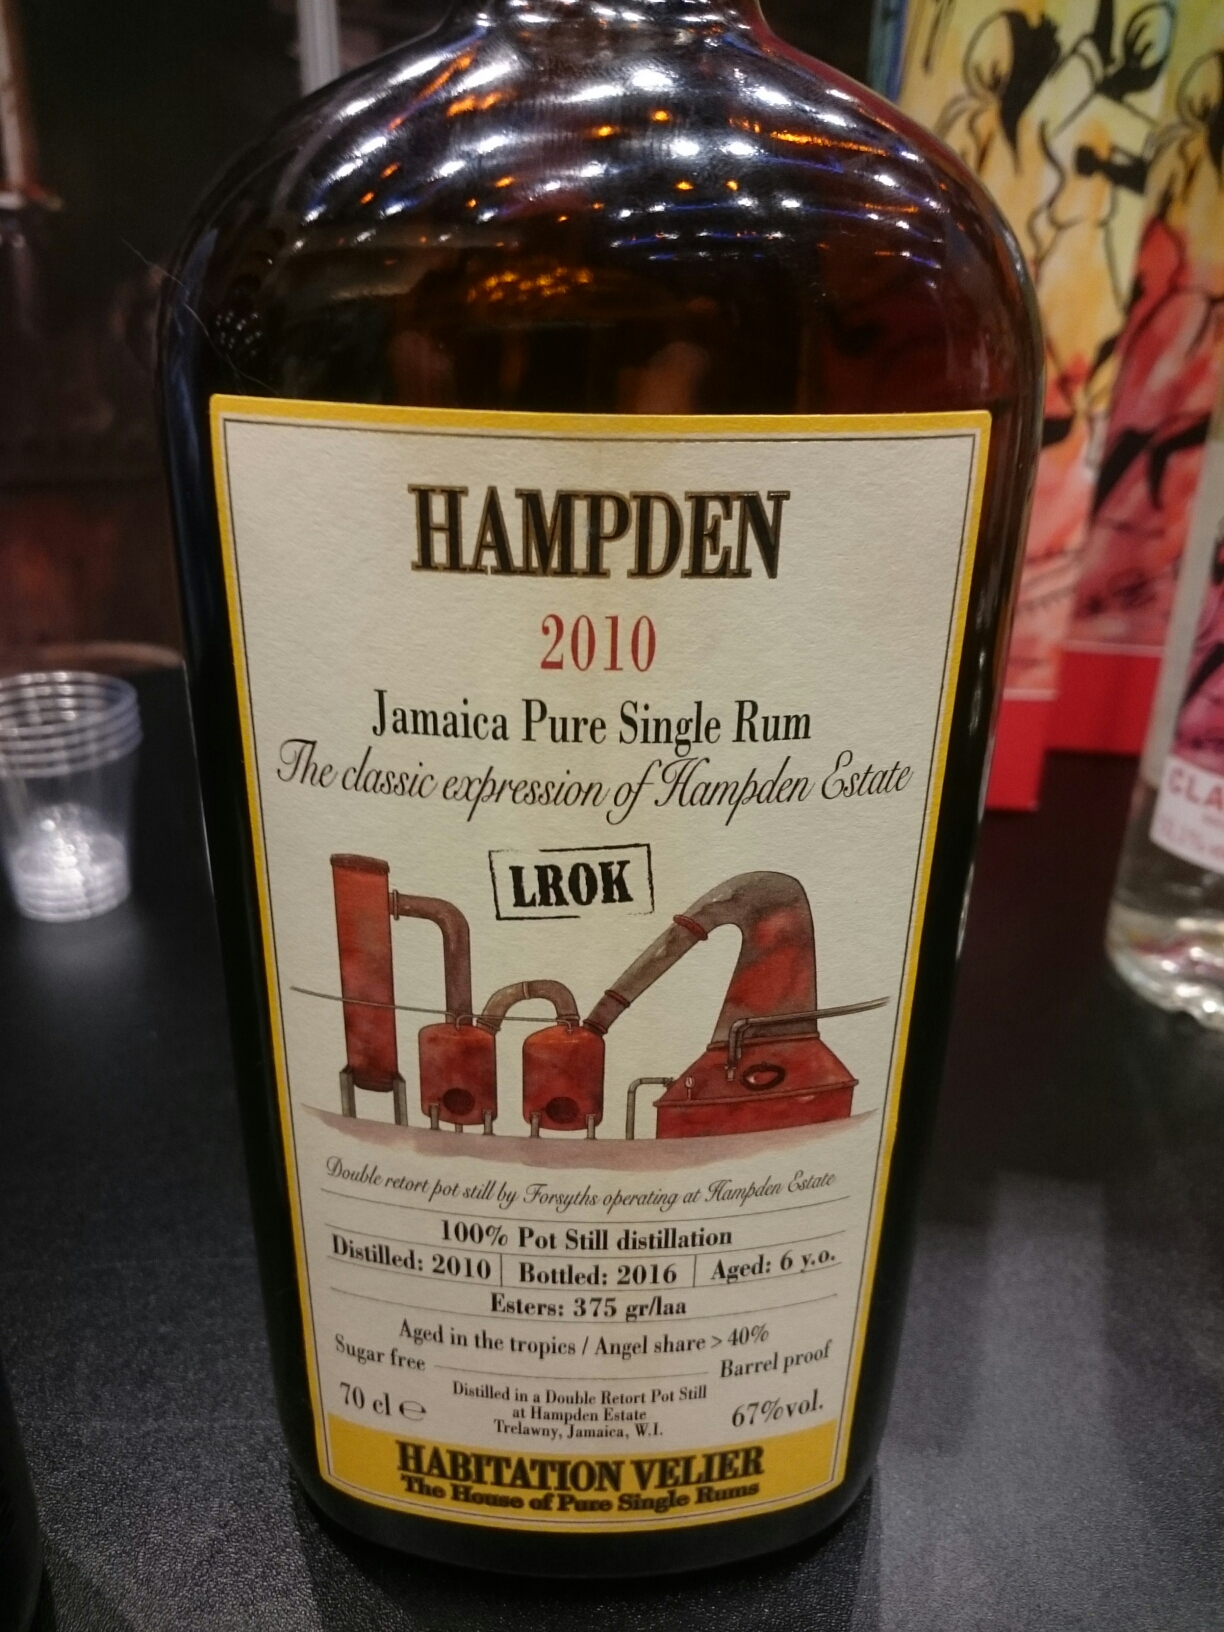 HAMPDEN
2010
Jamaica Pure Single Rum
The classic expression of Hampden Estate
LROK
Double retort pot still by Forsyths operating at Hampden Estate
100% Pot Still distillation
Distilled: 2010 | Bottled: 2016 | Aged: 6 y.o.
Esters: 375 gr/laa
Aged in the tropics / Angel share > 40%
Sugar free
Barrel proof
70 cl ℮
Distilled in a Double Retort Pot Still
at Hampden Estate
Trelawny, Jamaica, W.I.
67%vol.
HABITATION VELIER
The House of Pure Single Rums